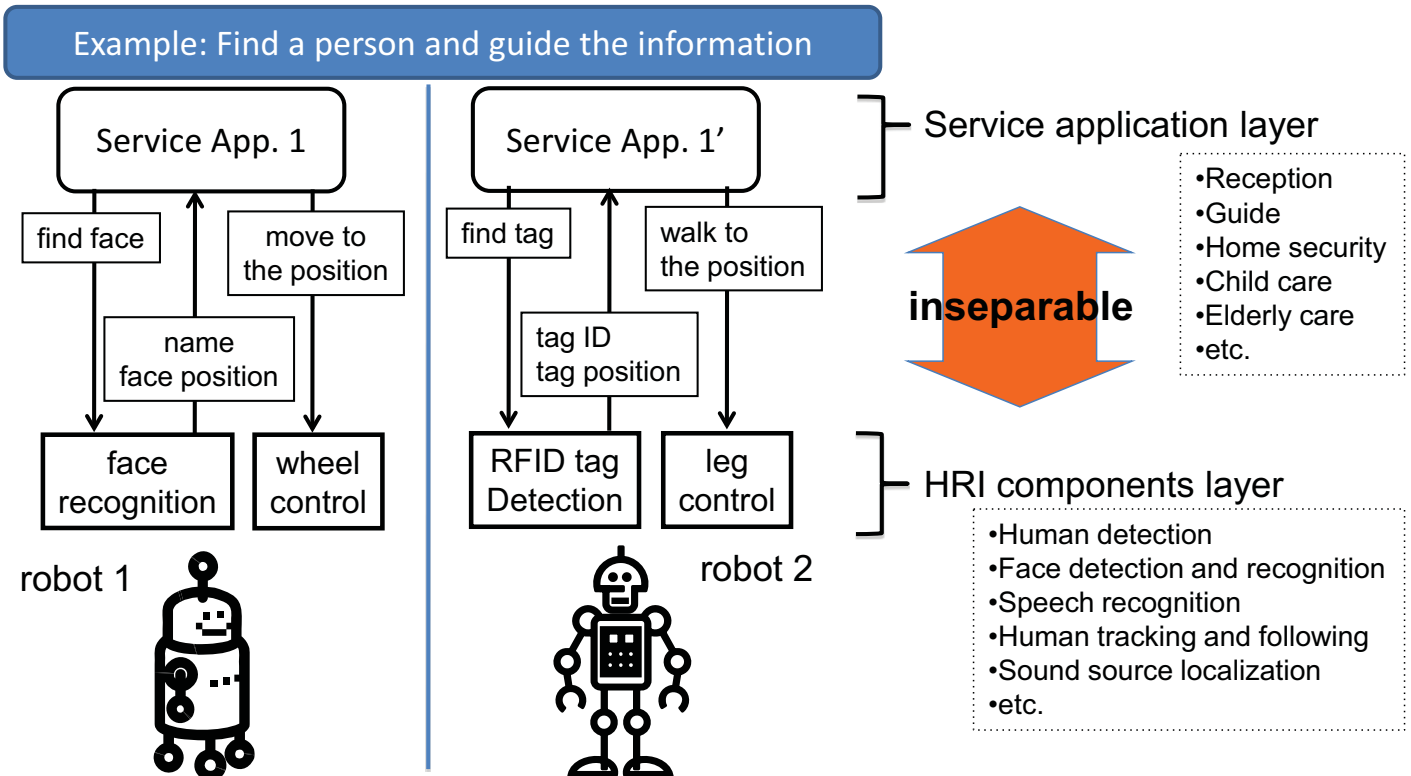 Example: Find a person and guide the information
Service App. 1
find face
move to
the position
name
face position
face
recognition
wheel
control
robot 1
Service App. 1’
find tag
walk to
the position
tag ID
tag position
RFID tag
Detection
leg
control
robot 2
Service application layer
•Reception
•Guide
•Home security
•Child care
•Elderly care
•etc.
inseparable
HRI components layer
•Human detection
•Face detection and recognition
•Speech recognition
•Human tracking and following
•Sound source localization
•etc.